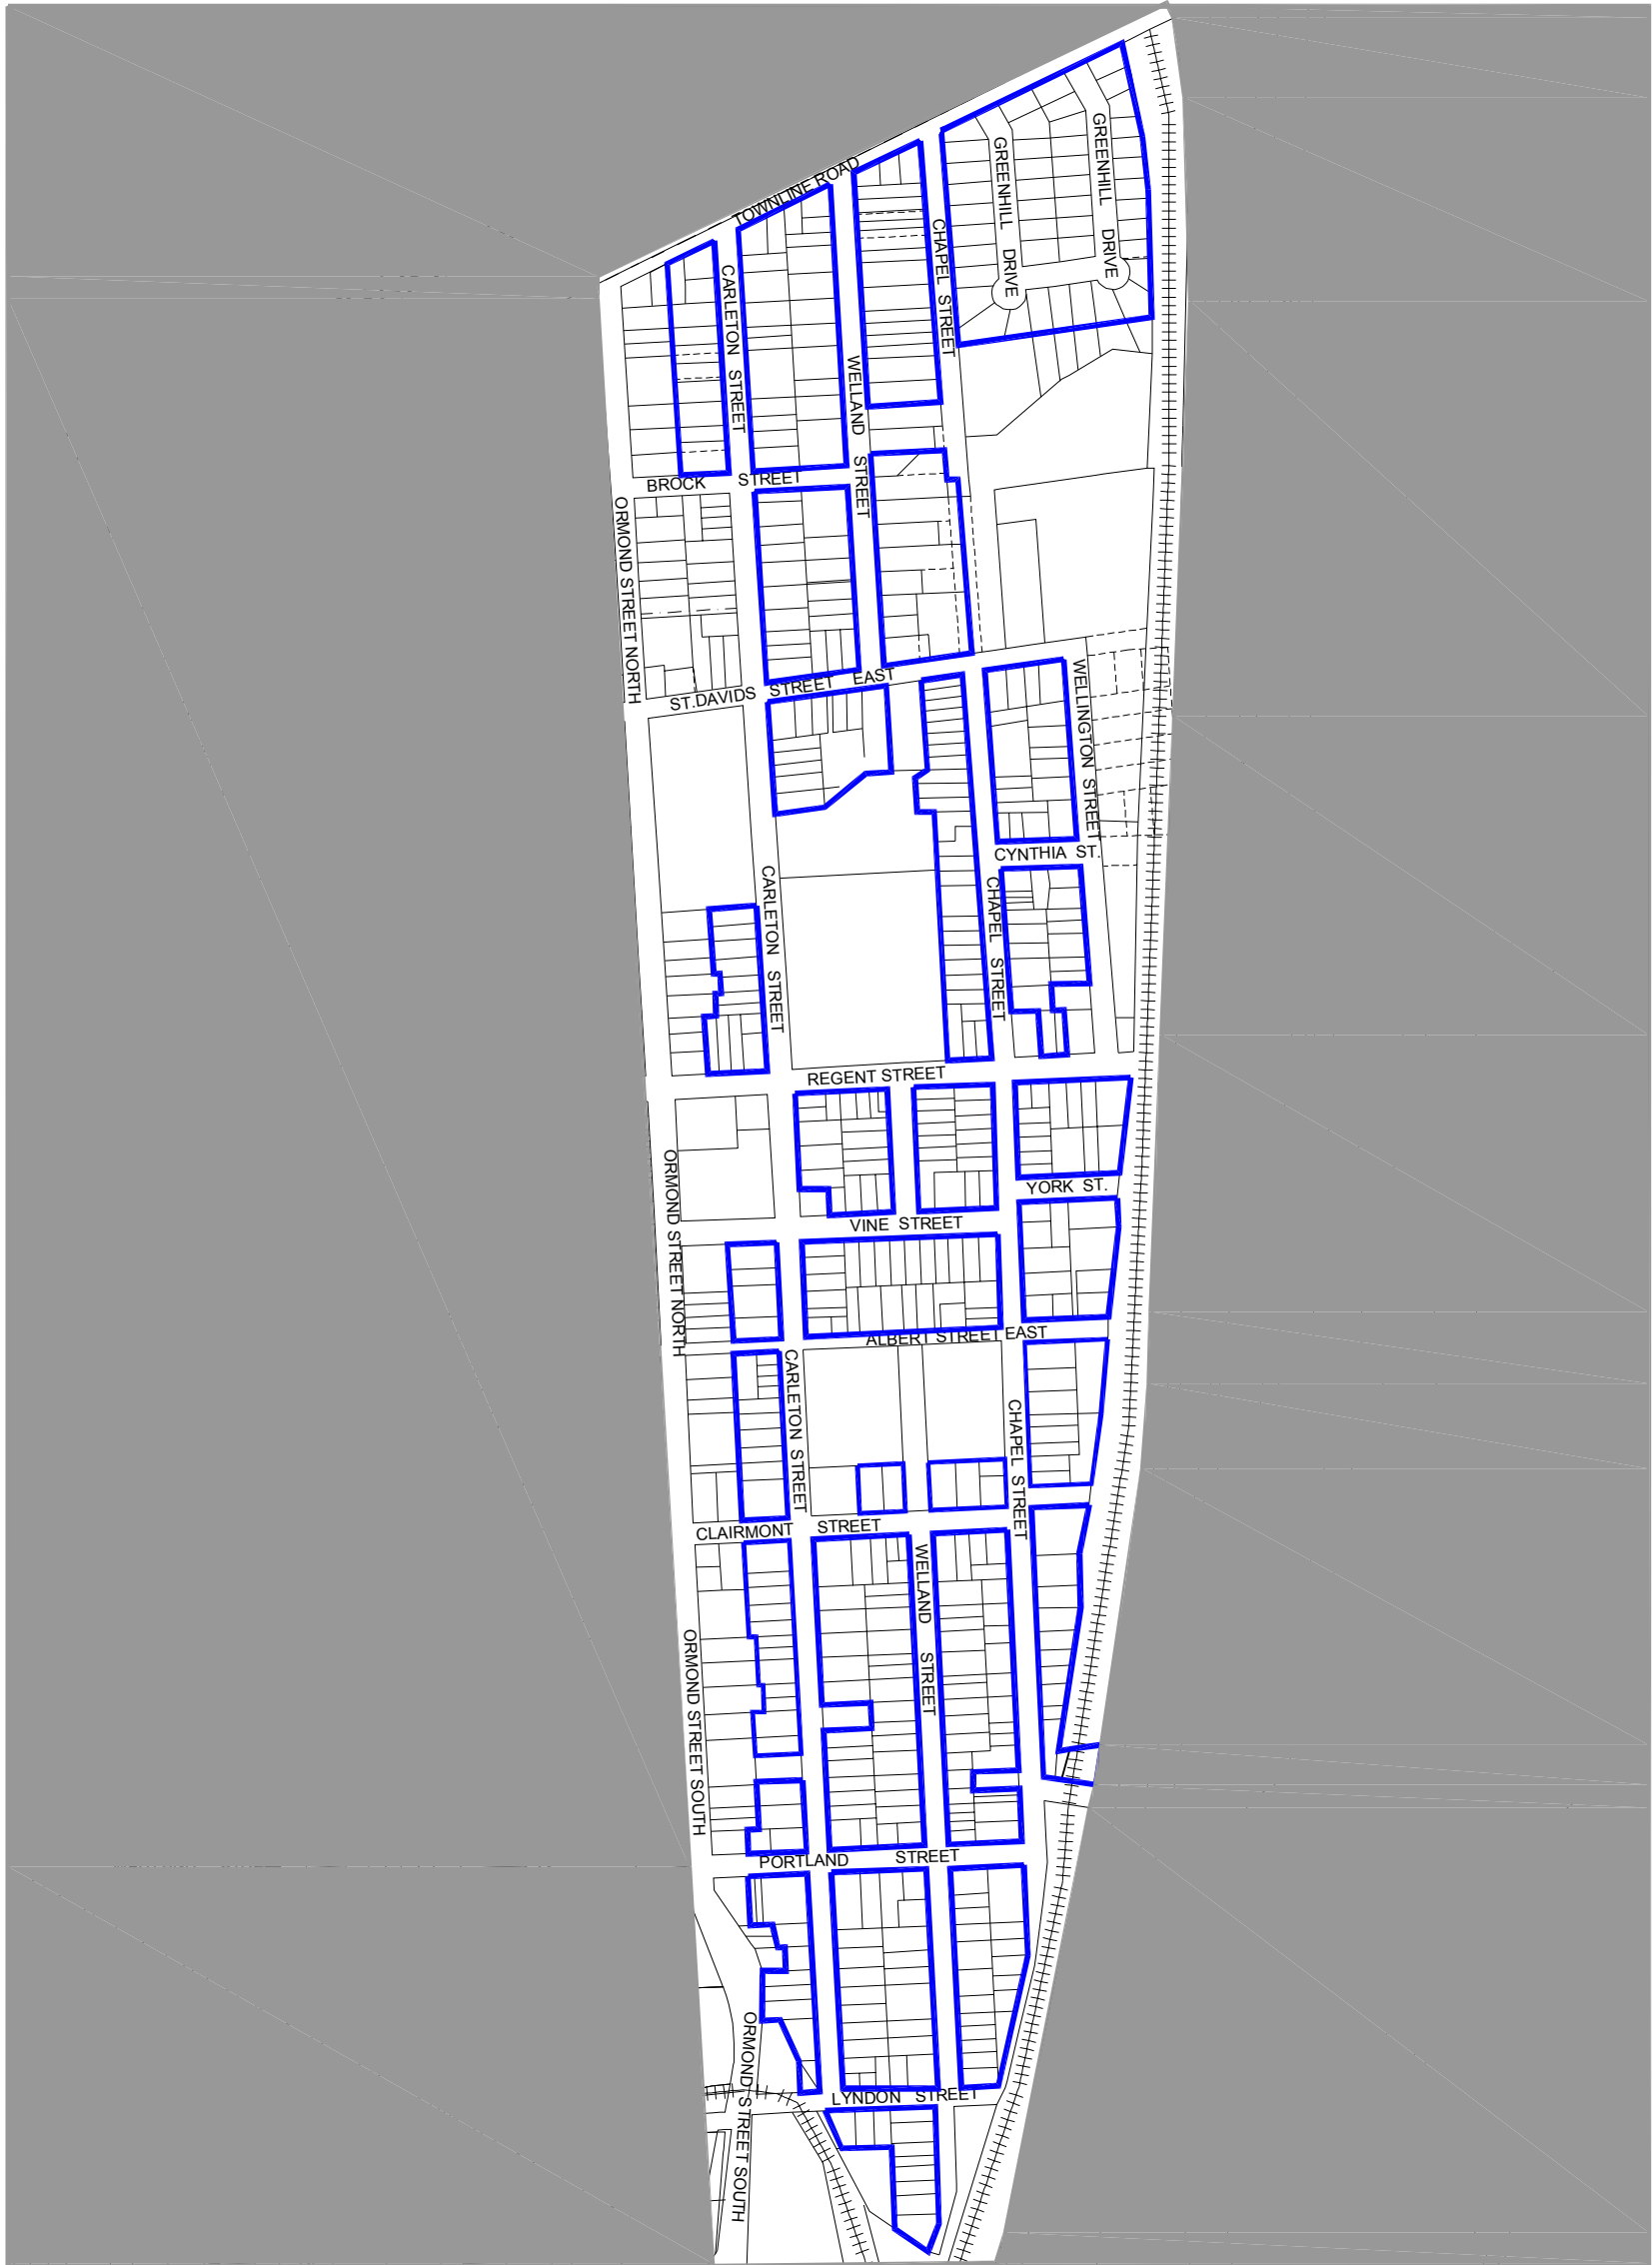 TOWNLINE ROAD
GREENHILL DRIVE
GREENHILL DRIVE
CHAPEL STREET
CARLETON STREET
WELLAND STREET
BROCK STREET
ORMOND STREET NORTH
ST.DAVIDS STREET EAST
WELLINGTON STREET
CYNTHIA ST.
CARLETON STREET
CHAPEL STREET
REGENT STREET
ORMOND STREET NORTH
YORK ST.
VINE STREET
ALBERT STREET EAST
CARLETON STREET
CHAPEL STREET
CLAIRMONT STREET
WELLAND STREET
ORMOND STREET SOUTH
PORTLAND STREET
ORMOND STREET SOUTH
LYNDON STREET